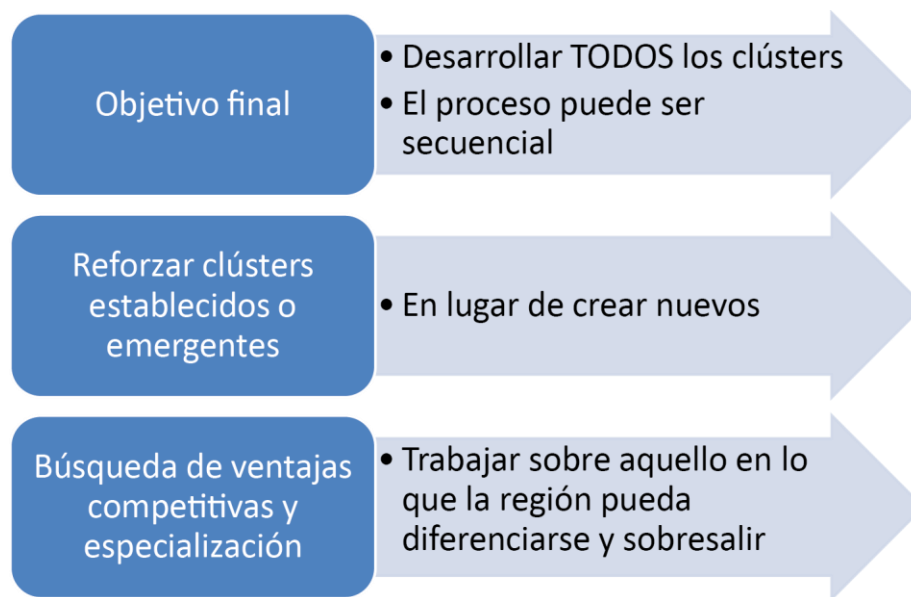 Objetivo final
• Desarrollar TODOS los clústers
• El proceso puede ser
secuencial
Reforzar clústers
establecidos o
emergentes
• En lugar de crear nuevos
Búsqueda de ventajas
competitivas y
especialización
• Trabajar sobre aquello en lo
que la región pueda
diferenciarse y sobresalir